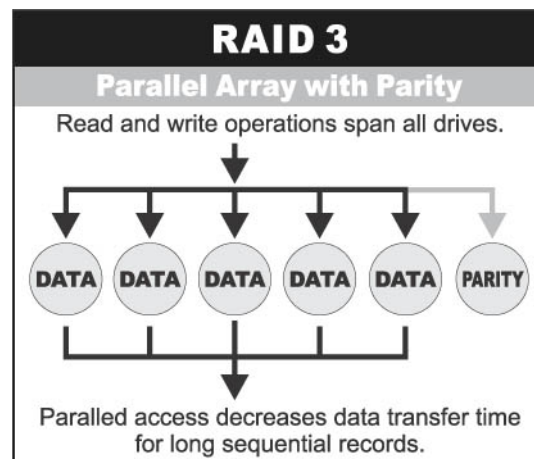 RAID 3
Parallel Array with Parity
Read and write operations span all drives.
DATA DATA DATA DATA DATA PARITY
Paralled access decreases data transfer time
for long sequential records.